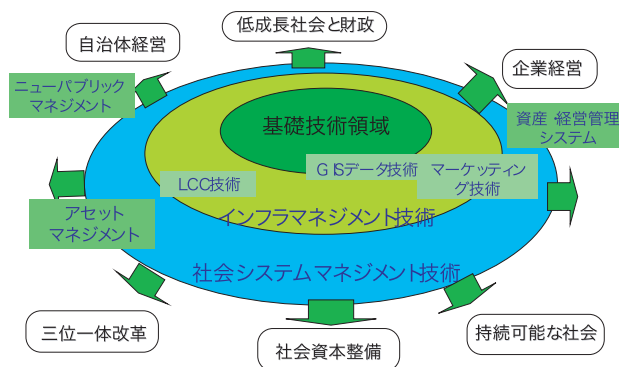 低成長社会と財政
自治体経営
企業経営
ニューパブリック
マネジメント
資産・経営管理
システム
基礎技術領域
GISデータ技術
マーケッティン
グ技術
LCC技術
アセット
マネジメント
インフラマネジメント技術
社会システムマネジメント技術
三位一体改革
社会資本整備
持続可能な社会